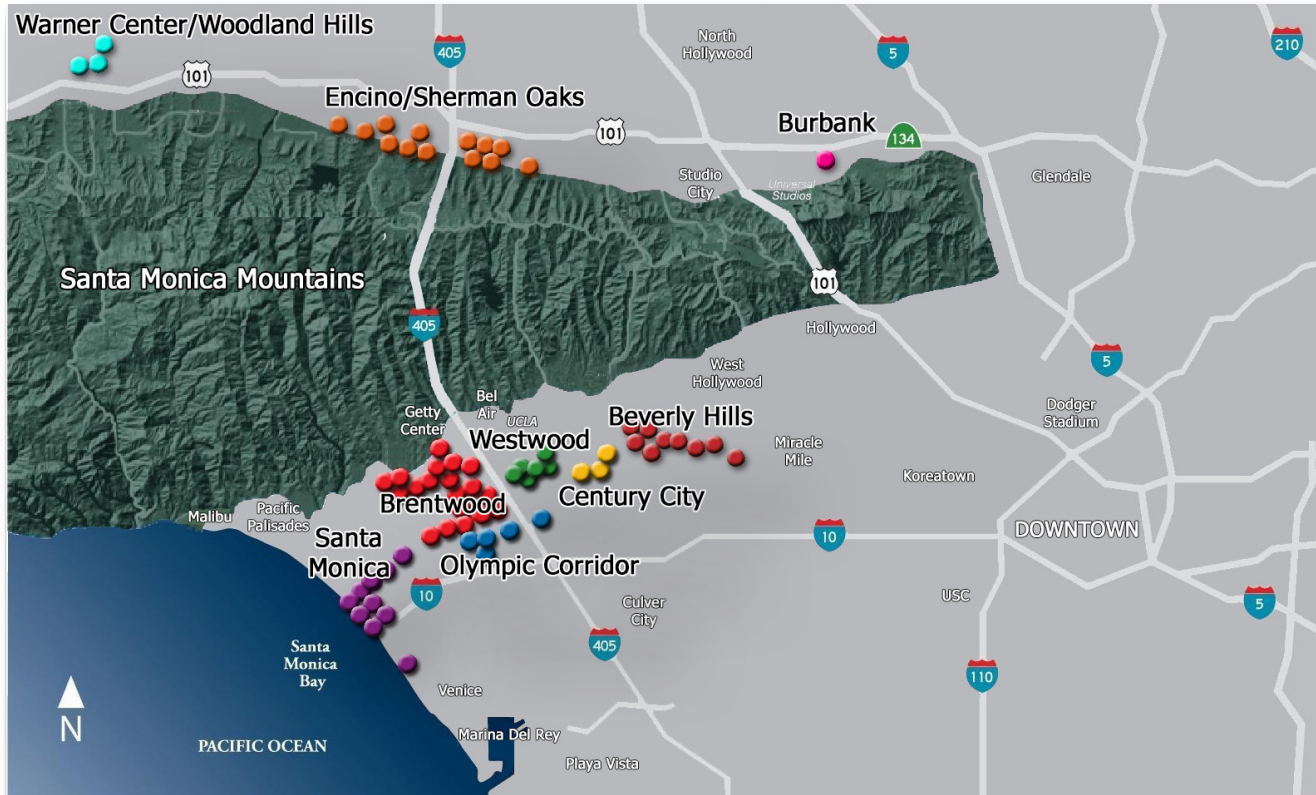 Warner Center/Woodland Hills
405
North
Hollywood
5
210
101
Encino/Sherman Oaks
101
Burbank
134
Studio
City
Universal
Studios
Glendale
Santa Monica Mountains
101
405
Hollywood
5
West
Hollywood
Bel
Air
Getty
Center
UCLA
Beverly Hills
Dodger
Stadium
Westwood
Miracle
Mile
Koreatown
Century City
Brentwood
Malibu
Pacific
Palisades
Santa
Monica
10
DOWNTOWN
Olympic Corridor
10
USC
5
Culver
City
405
Santa
Monica
Bay
110
Venice
N
Marina Del Rey
PACIFIC OCEAN
Playa Vista